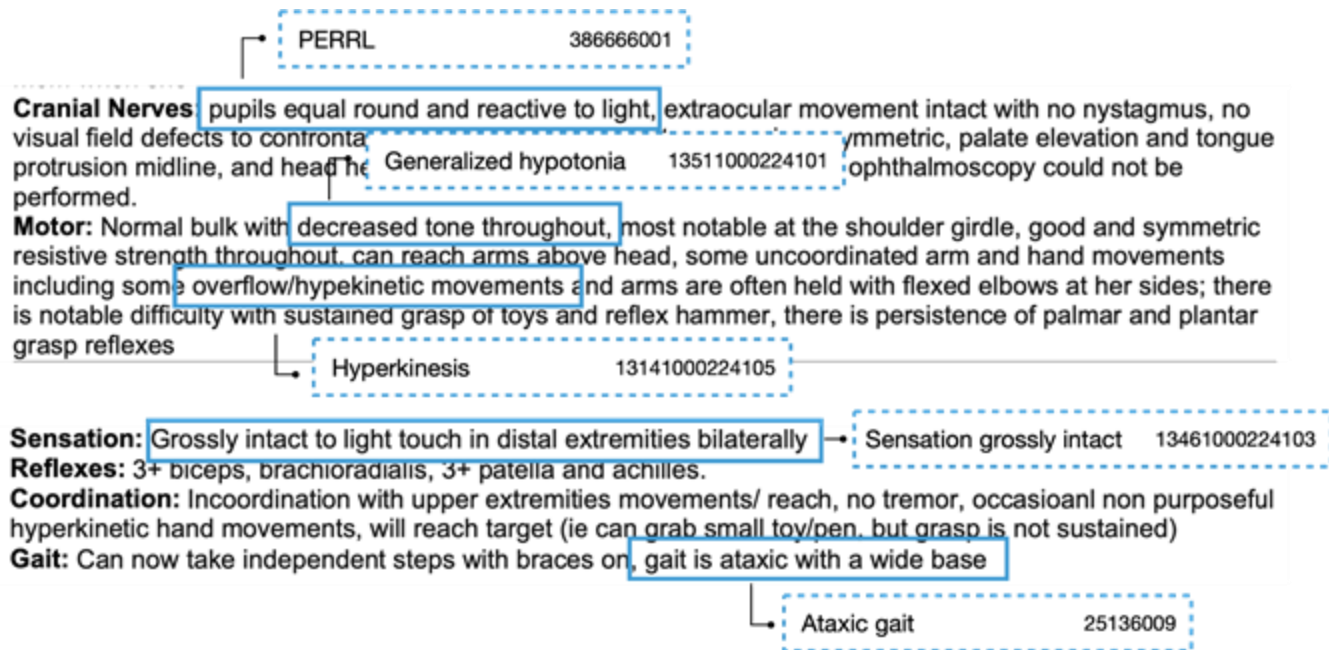 PERRL 386666001
Cranial Nerves: pupils equal round and reactive to light, extraocular movement intact with no nystagmus, no
visual field defects to confronta ymmetric, palate elevation and tongue
Generalized hypotonia 13511000224101
protrusion midline, and head he ophthalmoscopy could not be
performed.
Motor: Normal bulk with decreased tone throughout, most notable at the shoulder girdle, good and symmetric
resistive strength throughout, can reach arms above head, some uncoordinated arm and hand movements
including some overflow/hypekinetic movements and arms are often held with flexed elbows at her sides; there
is notable difficulty with sustained grasp of toys and reflex hammer, there is persistence of palmar and plantar
grasp reflexes
Hyperkinesis 13141000224105
Sensation: Grossly intact to light touch in distal extremities bilaterally
Sensation grossly intact 13461000224103
Reflexes: 3+ biceps, brachioradialis, 3+ patella and achilles.
Coordination: Incoordination with upper extremities movements/ reach, no tremor, occasioanl non purposeful
hyperkinetic hand movements, will reach target (ie can grab small toy/pen, but grasp is not sustained)
Gait: Can now take independent steps with braces on, gait is ataxic with a wide base
Ataxic gait 25136009